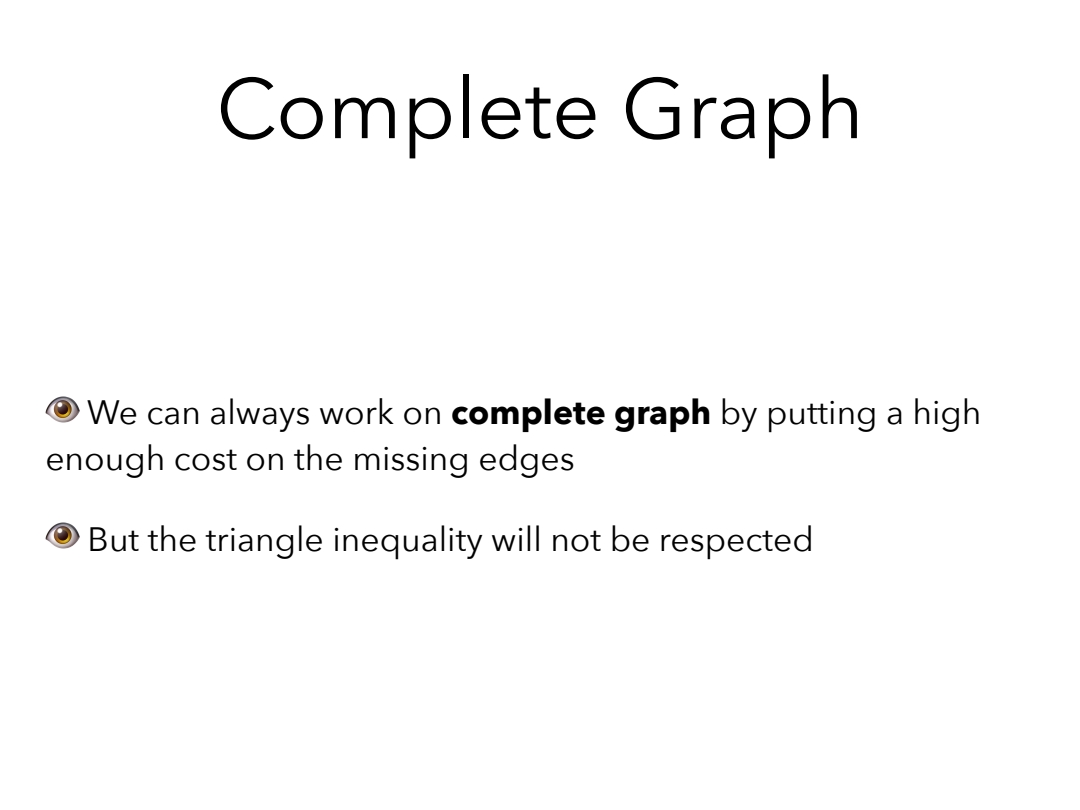 Complete Graph
👁 We can always work on complete graph by putting a high
enough cost on the missing edges
👁 But the triangle inequality will not be respected